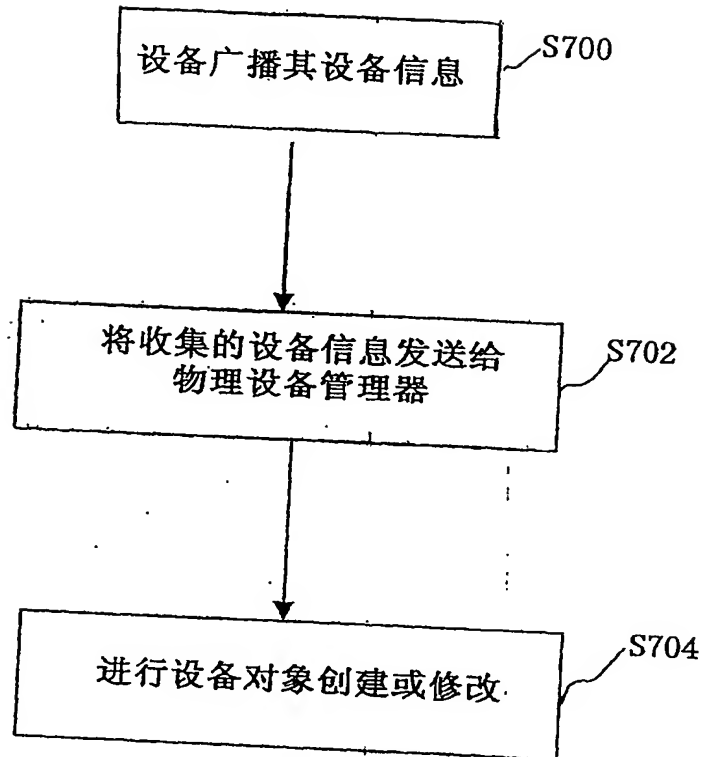 设备广播其设备信息
S700
将收集的设备信息发送给
物理设备管理器
S702
进行设备对象创建或修改
S704